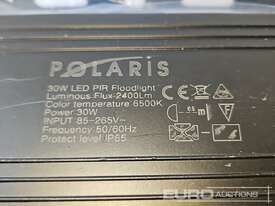 POLARIS
30W LED PIR Floodlight
Luminous Flux-2400Lm
Color temperature 6500K
Power 30W
INPUT 85-265V~
Frequency 50/60Hz
Protect level IP65
CE
EURO AUCTIONS